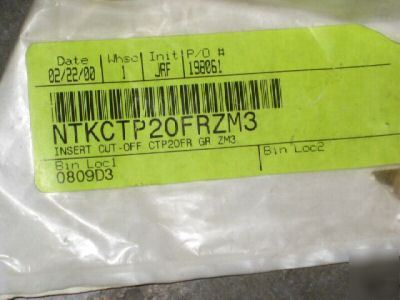 Date Whse Init P/O #
02/22/00 1 JRF 198061
NTKCTP20FRZM3
INSERT CUT-OFF CTP20FR GR ZM3
Bin Loc1 Bin Loc2
0809D3